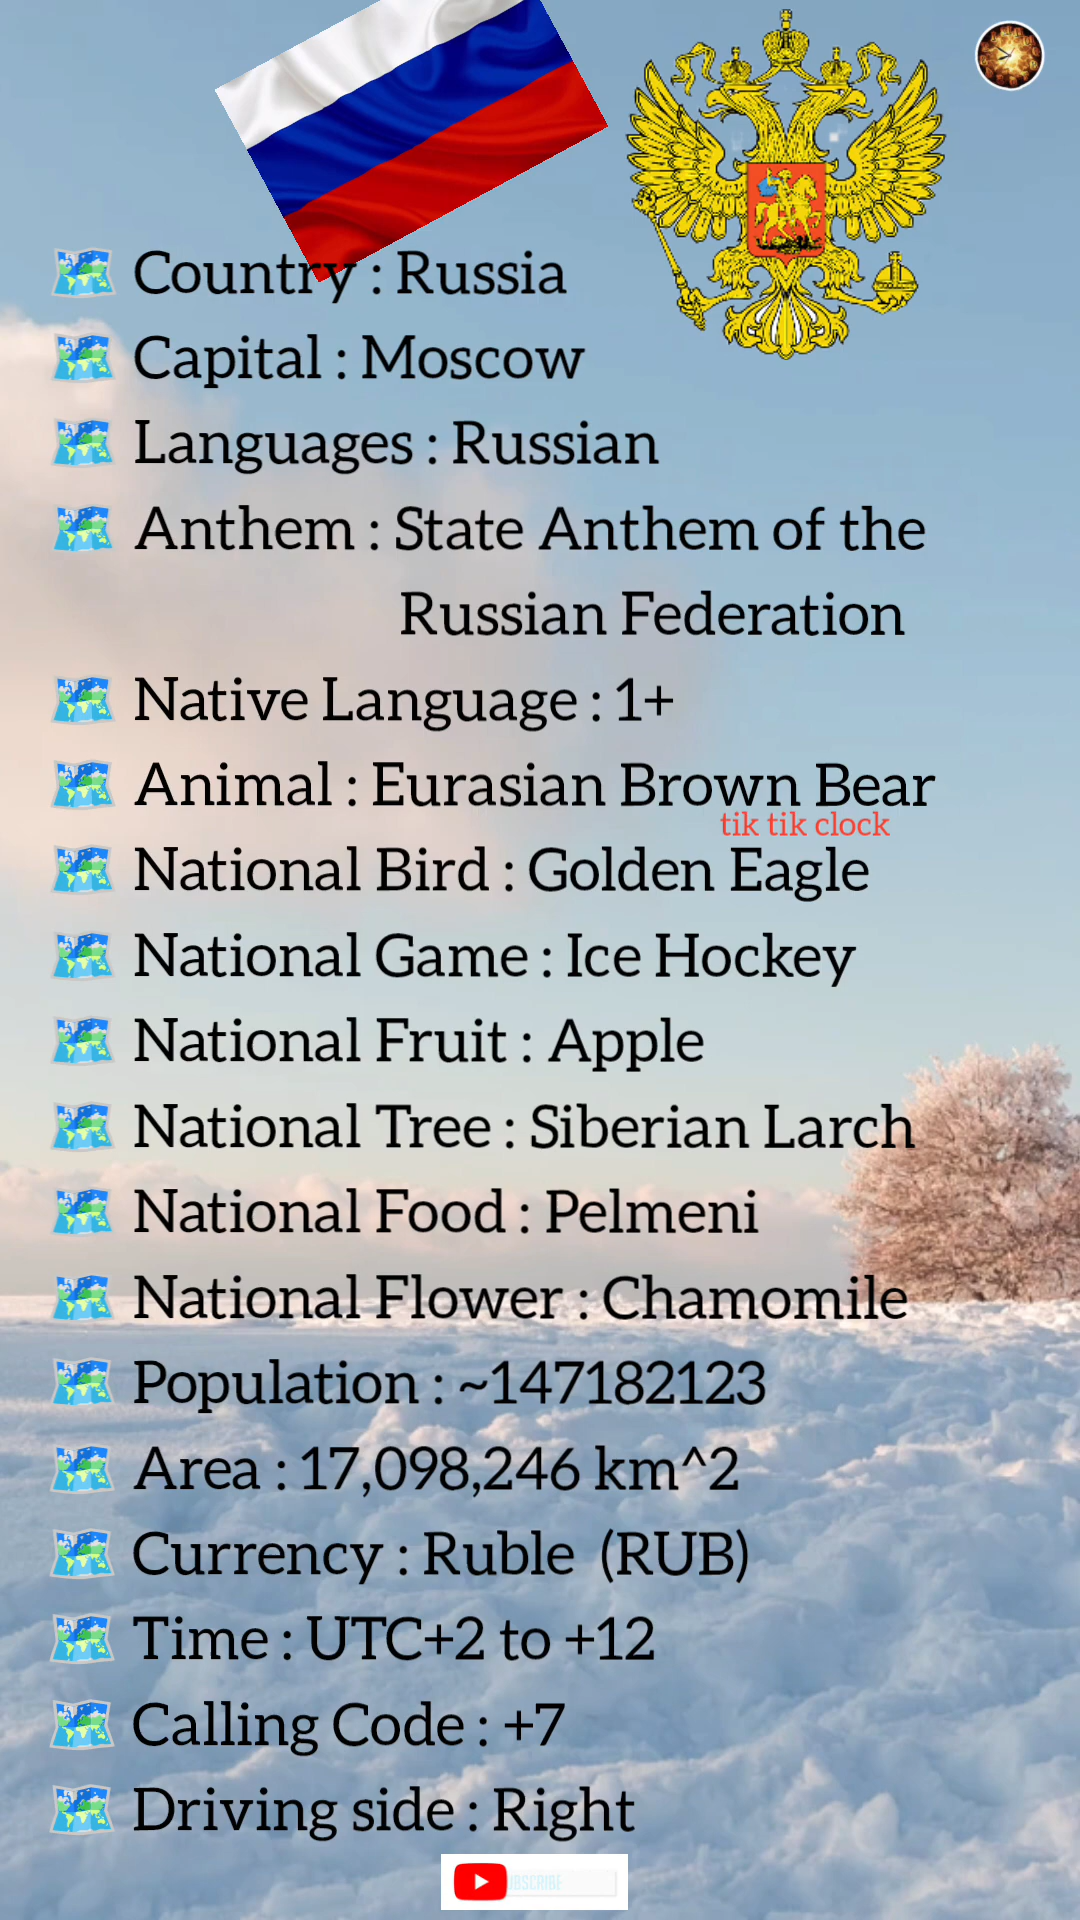 Country : Russia
Capital : Moscow
Languages : Russian
Anthem : State Anthem of the
Russian Federation
Native Language : 1+
Animal : Eurasian Brown Bear
tik tik clock
National Bird : Golden Eagle
National Game : Ice Hockey
National Fruit : Apple
National Tree : Siberian Larch
National Food : Pelmeni
National Flower : Chamomile
Population : ~147182123
Area : 17,098,246 km^2
Currency : Ruble (RUB)
Time : UTC+2 to +12
Calling Code : +7
Driving side : Right